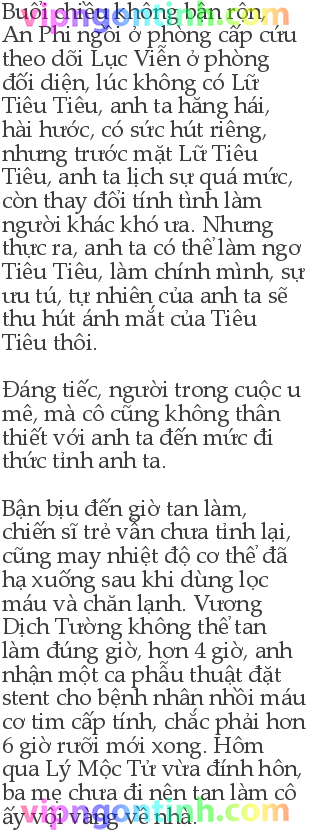 Buổi chiều không bận rộn,
An Phỉ ngồi ở phòng cấp cứu
theo dõi Lục Viễn ở phòng
đối diện, lúc không có Lữ
Tiêu Tiêu, anh ta hăng hái,
hài hước, có sức hút riêng,
nhưng trước mặt Lữ Tiêu
Tiêu, anh ta lịch sự quá mức,
còn thay đổi tính tình làm
người khác khó ưa. Nhưng
thực ra, anh ta có thể làm ngơ
Tiêu Tiêu, làm chính mình, sự
ưu tú, tự nhiên của anh ta sẽ
thu hút ánh mắt của Tiêu
Tiêu thôi.
Đáng tiếc, người trong cuộc u
mê, mà cô cũng không thân
thiết với anh ta đến mức đi
thức tỉnh anh ta.
Bận bịu đến giờ tan làm,
chiến sĩ trẻ vẫn chưa tỉnh lại,
cũng may nhiệt độ cơ thể đã
hạ xuống sau khi dùng lọc
máu và chăn lạnh. Vương
Dịch Tường không thể tan
làm đúng giờ, hơn 4 giờ, anh
nhận một ca phẫu thuật đặt
stent cho bệnh nhân nhồi máu
cơ tim cấp tính, chắc phải hơn
6 giờ rưỡi mới xong. Hôm
qua Lý Mộc Tử vừa đính hôn,
ba mẹ chưa đi nên tan làm cô
ấy vội vàng về nhà.
vipngontinh.com
vipngontinh.com